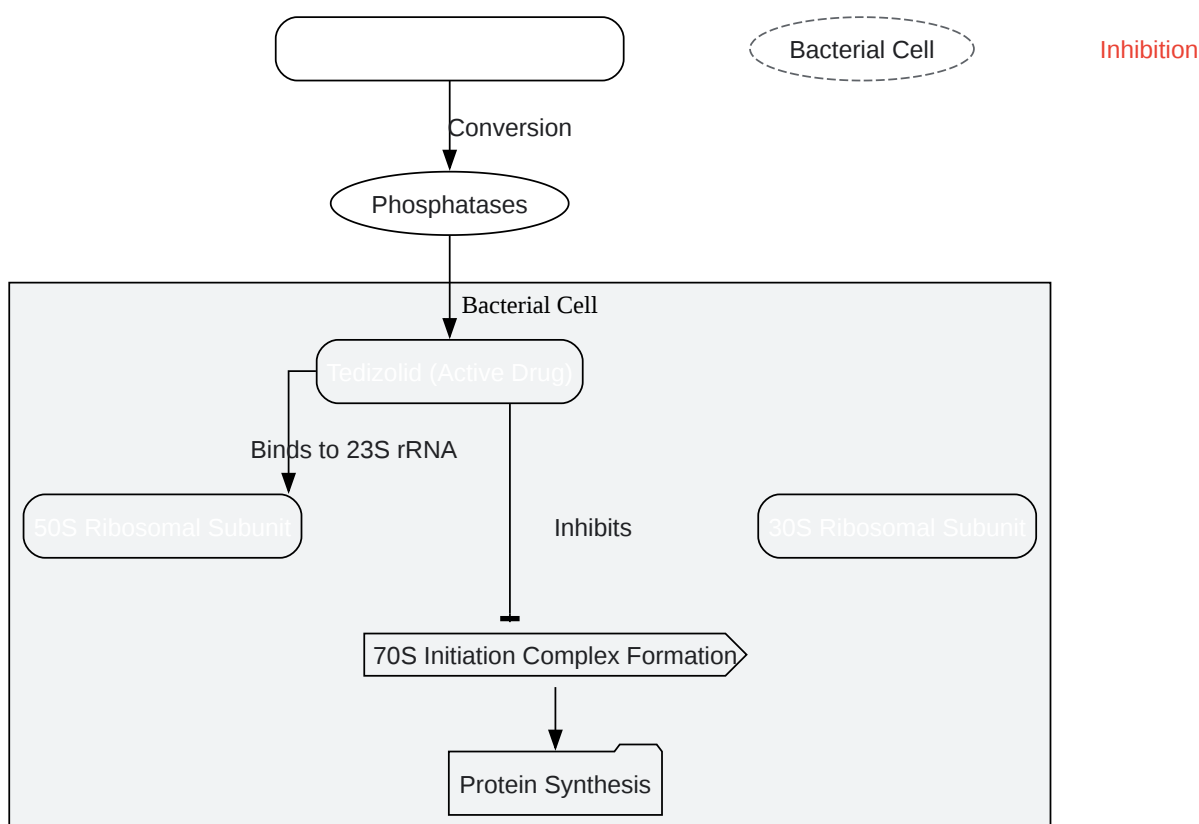 Bacterial Cell
Inhibition
Conversion
Phosphatases
Bacterial Cell
Tedizolid (Active Drug)
Binds to 23S rRNA
50S Ribosomal Subunit
Inhibits
30S Ribosomal Subunit
70S Initiation Complex Formation
Protein Synthesis